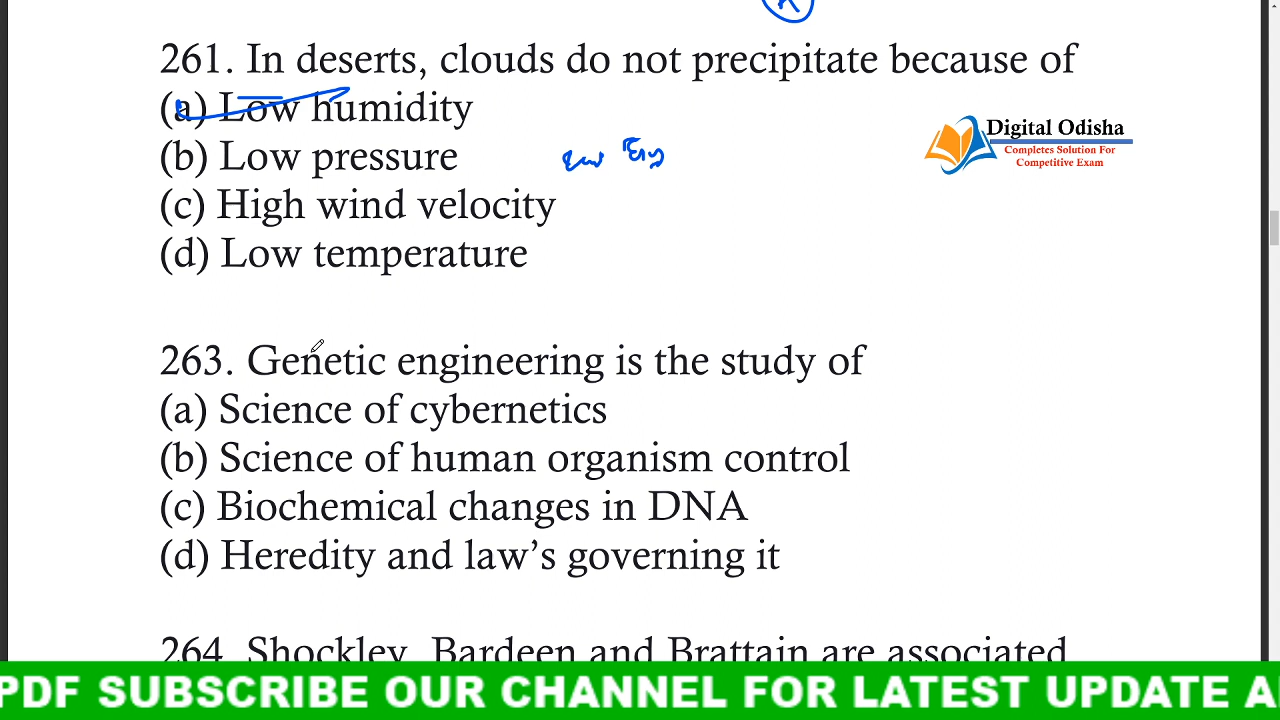 261. In deserts, clouds do not precipitate because of
(a) Low humidity
(b) Low pressure
(c) High wind velocity
(d) Low temperature
Digital Odisha
Completes Solution For
Competitive Exam
263. Genetic engineering is the study of
(a) Science of cybernetics
(b) Science of human organism control
(c) Biochemical changes in DNA
(d) Heredity and law's governing it
264. Shockley, Bardeen and Brattain are associated
PDF SUBSCRIBE OUR CHANNEL FOR LATEST UPDATE A